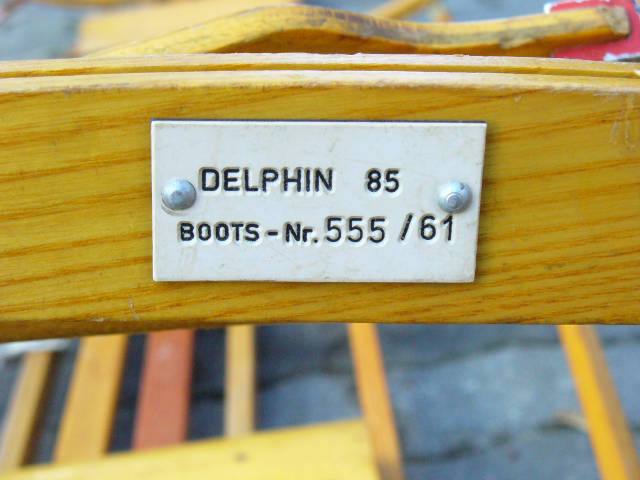 DELPHIN 85
BOOTS-Nr. 555/61